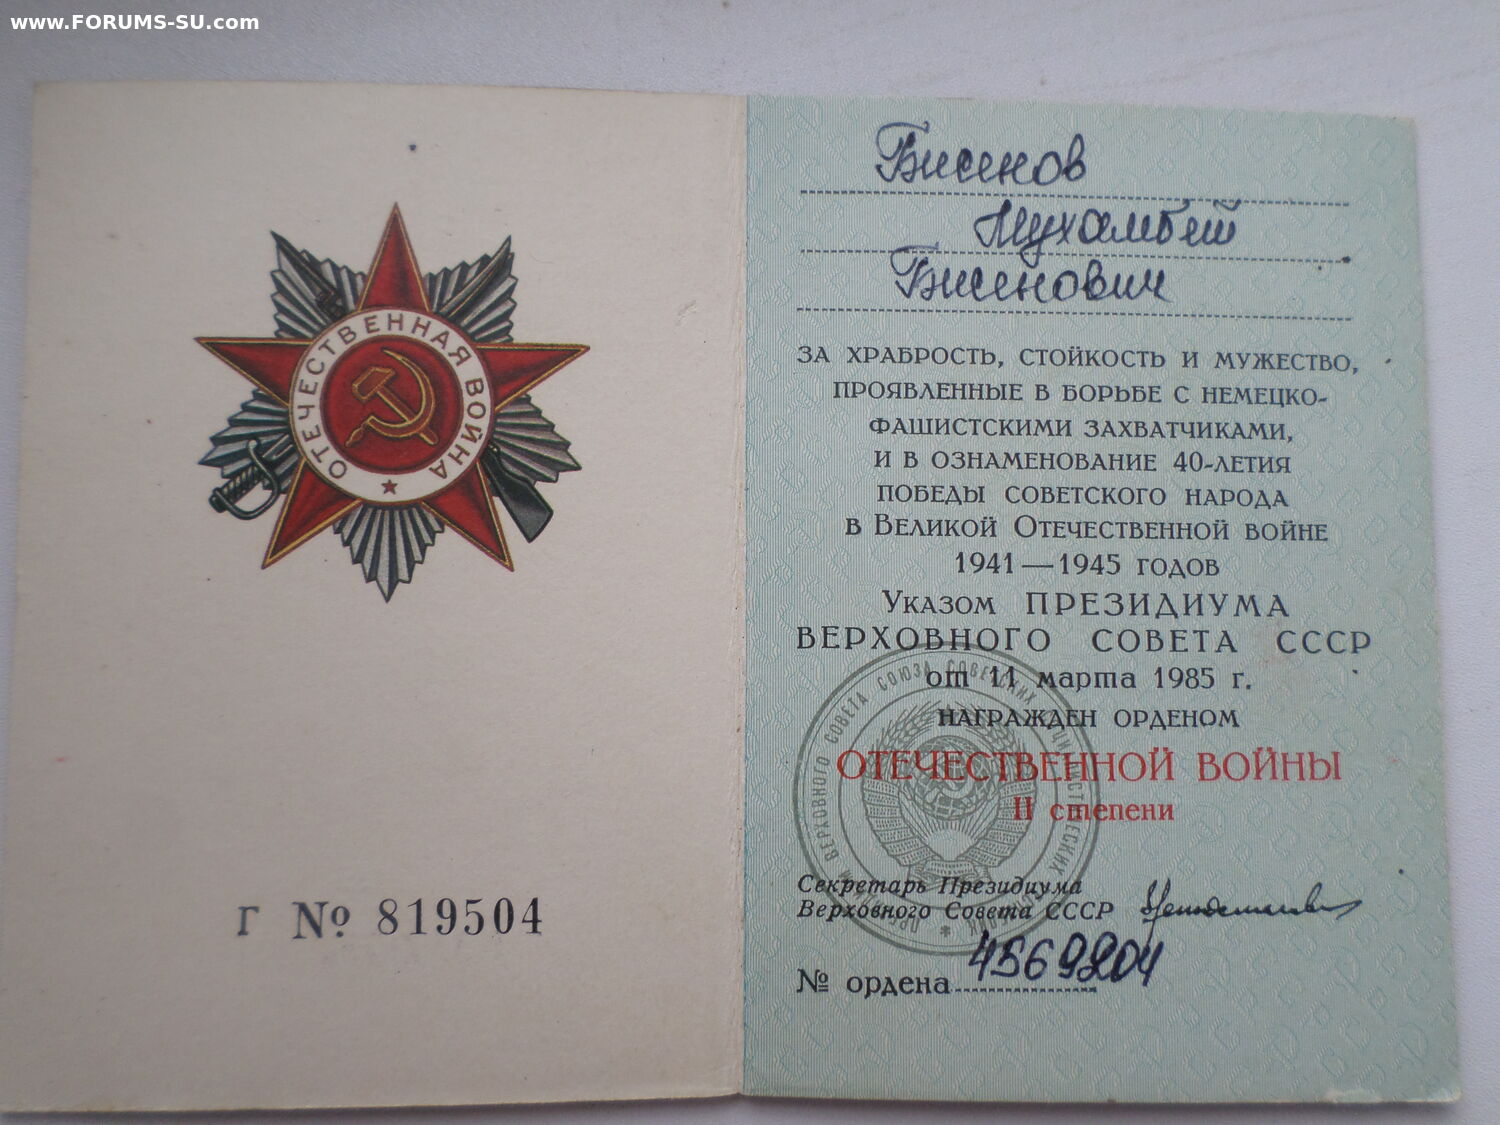 www.FORUMS-SU.com
ОТЕЧЕСТВЕННАЯ ВОЙНА
Г № 819504
Бисенов
Мухамбет
Бисенович
ЗА ХРАБРОСТЬ, СТОЙКОСТЬ И МУЖЕСТВО,
ПРОЯВЛЕННЫЕ В БОРЬБЕ С НЕМЕЦКО-
ФАШИСТСКИМИ ЗАХВАТЧИКАМИ,
И В ОЗНАМЕНОВАНИЕ 40-ЛЕТИЯ
ПОБЕДЫ СОВЕТСКОГО НАРОДА
В ВЕЛИКОЙ ОТЕЧЕСТВЕННОЙ ВОЙНЕ
1941—1945 ГОДОВ
УКАЗОМ ПРЕЗИДИУМА
ВЕРХОВНОГО СОВЕТА СССР
от 11 марта 1985 г.
НАГРАЖДЕН ОРДЕНОМ
ОТЕЧЕСТВЕННОЙ ВОЙНЫ
II степени
Секретарь Президиума
Верховного Совета СССР
№ ордена 4569204